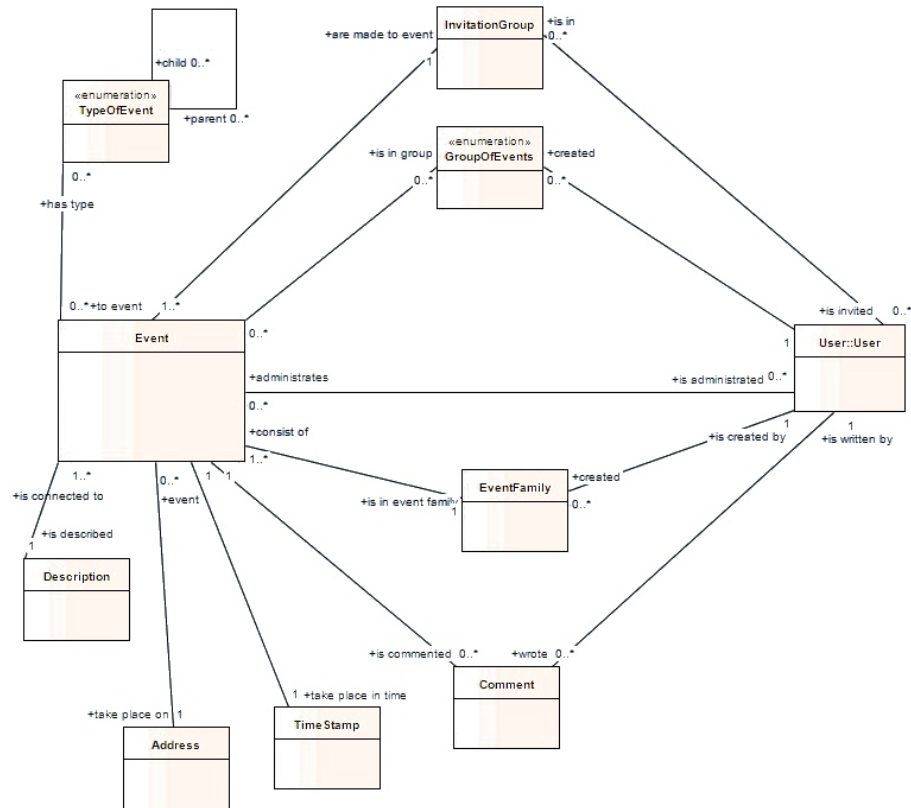 InvitationGroup
+is in
0..*
+are made to event
1
+child 0..*
«enumeration»
TypeOfEvent
+parent 0..*
«enumeration»
GroupOfEvents
+is in group
0..*
+created
0..*
0..*
+has type
0..*
+to event
1..*
Event
0..*
+is invited
0..*
User::User
1
+administrates
0..*
+is administrated
0..*
+consist of
1..*
+is created by
1
1
+is written by
EventFamily
+is in event family
1
+created
0..*
1..*
+is connected to
0..*
+event
1
1
1
+is described
Description
+is commented 0..*
+wrote 0..*
Comment
1 +take place in time
TimeStamp
+take place on 1
Address